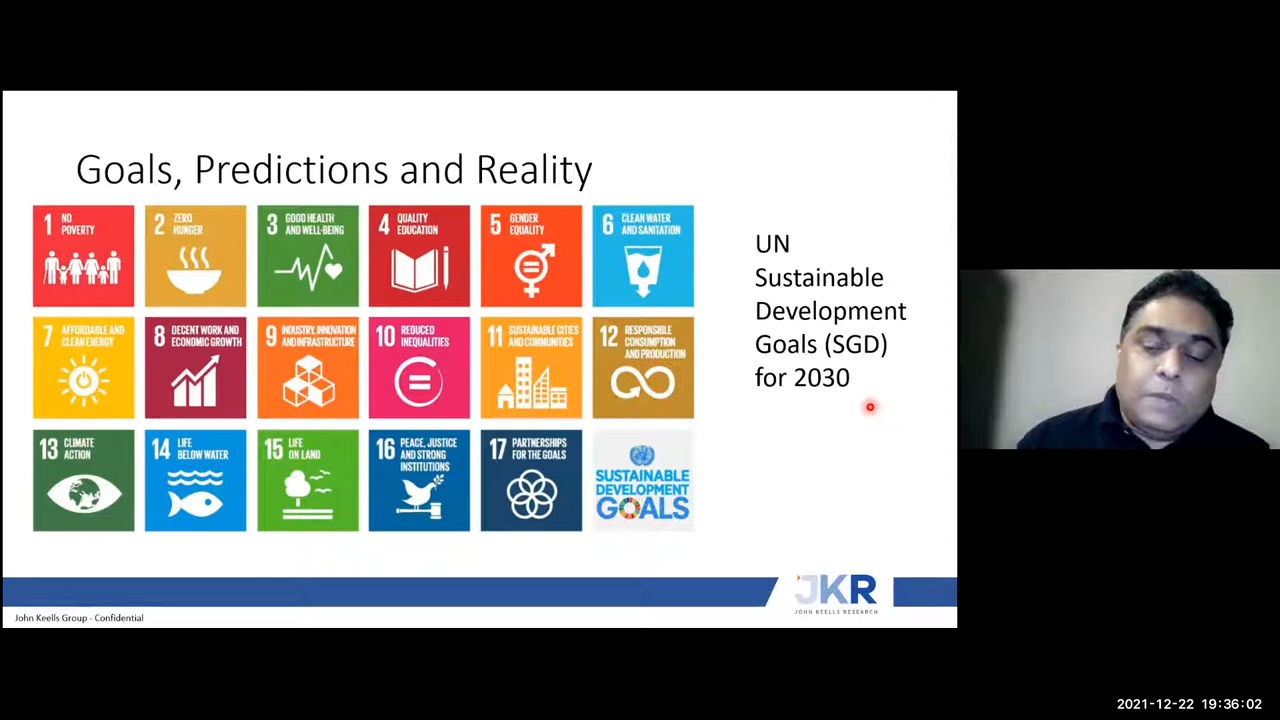 Goals, Predictions and Reality
1 NO
POVERTY
2 ZERO
HUNGER
3 GOOD HEALTH
AND WELL-BEING
4 QUALITY
EDUCATION
5 GENDER
EQUALITY
6 CLEAN WATER
AND SANITATION
7 AFFORDABLE AND
CLEAN ENERGY
8 DECENT WORK AND
ECONOMIC GROWTH
9 INDUSTRY, INNOVATION
AND INFRASTRUCTURE
10 REDUCED
INEQUALITIES
11 SUSTAINABLE CITIES
AND COMMUNITIES
12 RESPONSIBLE
CONSUMPTION
AND PRODUCTION
13 CLIMATE
ACTION
14 LIFE
BELOW WATER
15 LIFE
ON LAND
16 PEACE, JUSTICE
AND STRONG
INSTITUTIONS
17 PARTNERSHIPS
FOR THE GOALS
SUSTAINABLE
DEVELOPMENT
GOALS
UN
Sustainable
Development
Goals (SGD)
for 2030
JKR
JOHN KEELLS RESEARCH
John Keells Group - Confidential
2021-12-22 19:36:02